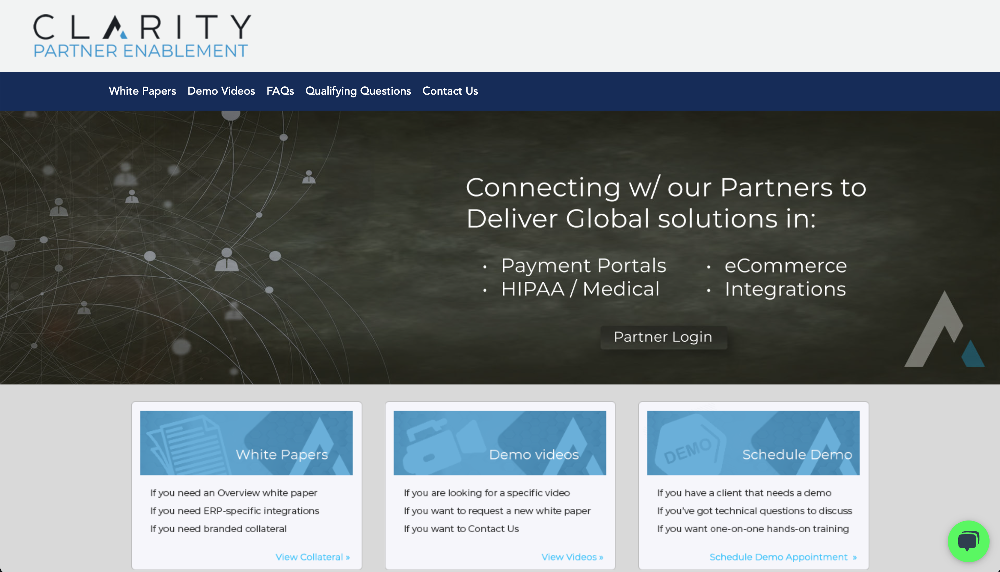 CLARITY
PARTNER ENABLEMENT
White Papers Demo Videos FAQs Qualifying Questions Contact Us
Connecting w/ our Partners to
Deliver Global solutions in:
• Payment Portals • eCommerce
• HIPAA / Medical • Integrations
Partner Login
White Papers
If you need an Overview white paper
If you need ERP-specific integrations
If you need branded collateral
View Collateral »
Demo videos
If you are looking for a specific video
If you want to request a new white paper
If you want to Contact Us
View Videos »
DEMO
Schedule Demo
If you have a client that needs a demo
If you've got technical questions to discuss
If you want one-on-one hands-on training
Schedule Demo Appointment »